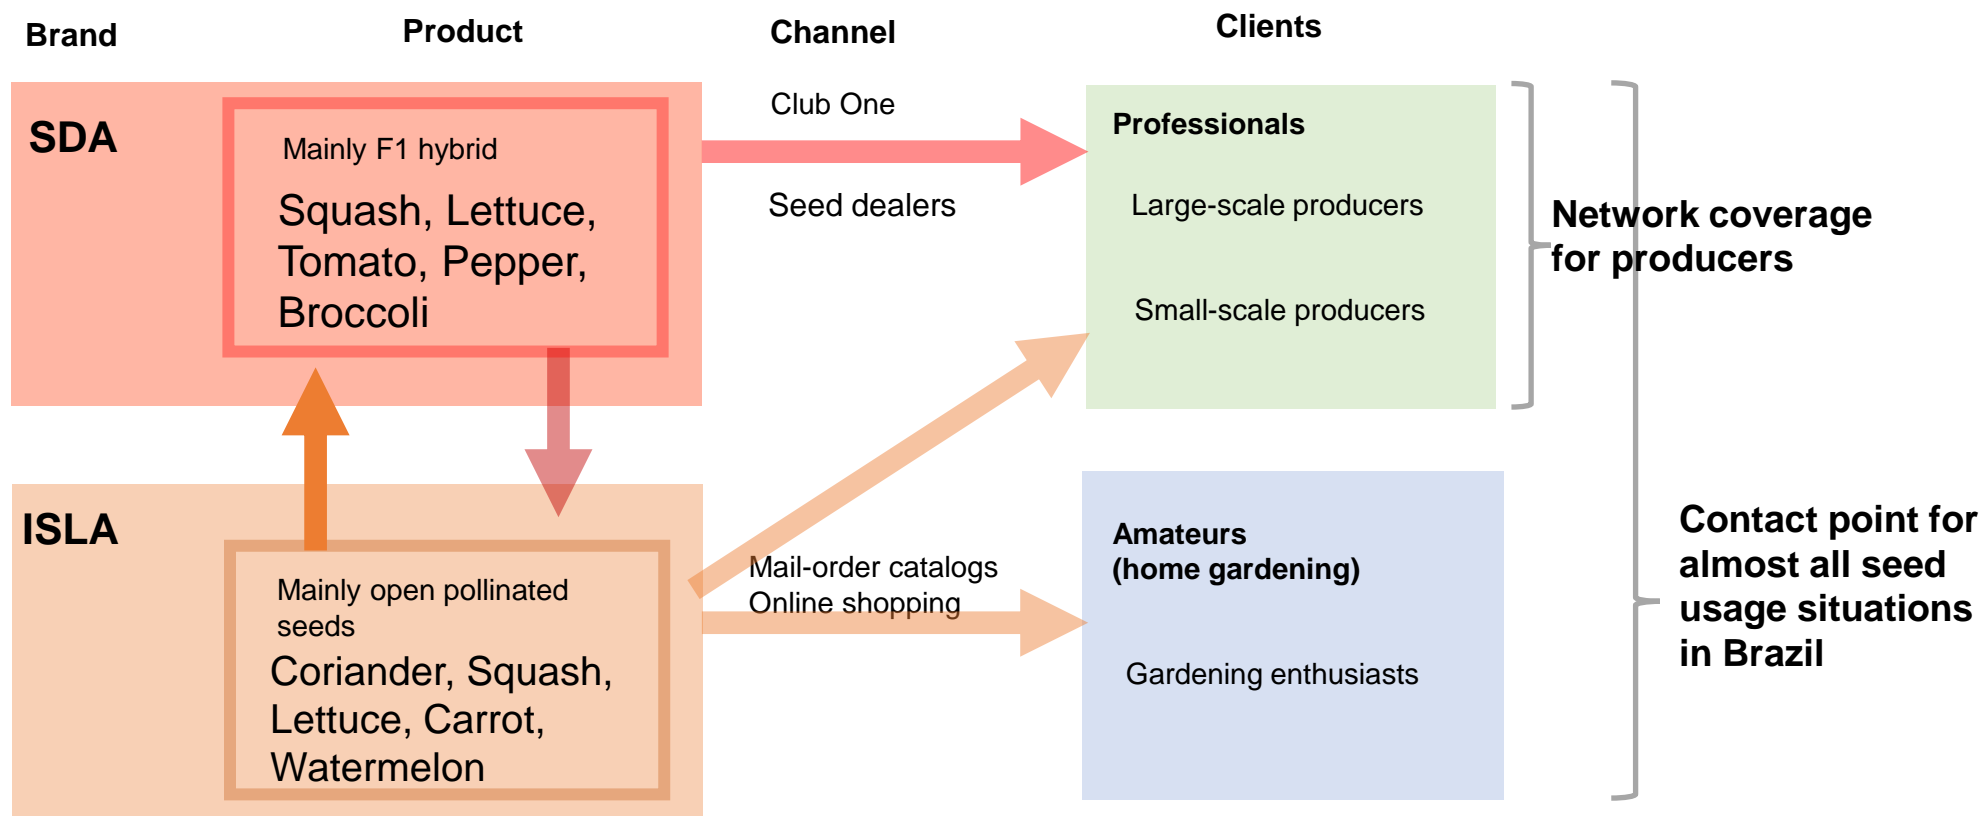 Brand
Product
Channel
Clients
SDA
Mainly F1 hybrid
Squash, Lettuce,
Tomato, Pepper,
Broccoli
Club One
Seed dealers
Professionals
Large-scale producers
Small-scale producers
Network coverage
for producers
ISLA
Mainly open pollinated
seeds
Coriander, Squash,
Lettuce, Carrot,
Watermelon
Mail-order catalogs
Online shopping
Amateurs
(home gardening)
Gardening enthusiasts
Contact point for
almost all seed
usage situations
in Brazil